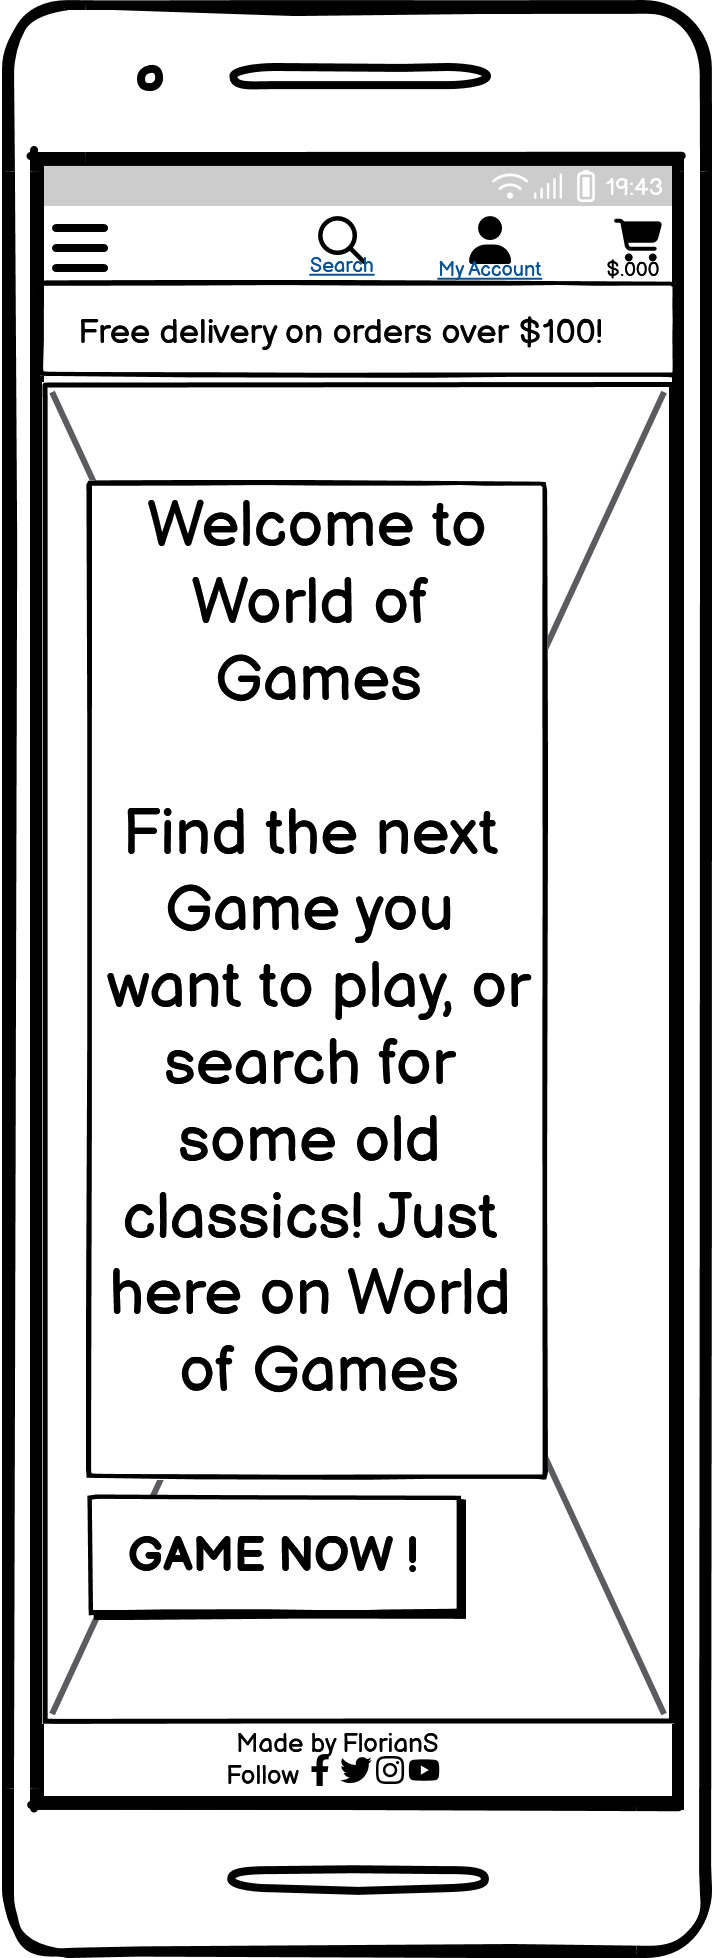 19:43
Search
My Account
$.000
Free delivery on orders over $100!
Welcome to
World of
Games
Find the next
Game you
want to play, or
search for
some old
classics! Just
here on World
of Games
GAME NOW !
Made by FlorianS
Follow